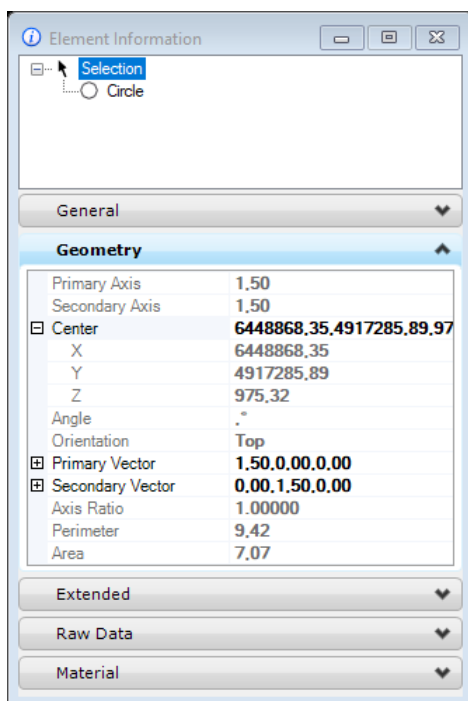 Element Information
Selection
Circle
General
Geometry
Primary Axis 1,50
Secondary Axis 1,50
Center 6448868,35,4917285,89,97
X 6448868,35
Y 4917285,89
Z 975,32
Angle ,°
Orientation Top
Primary Vector 1,50,0,00,0,00
Secondary Vector 0,00,1,50,0,00
Axis Ratio 1.00000
Perimeter 9,42
Area 7,07
Extended
Raw Data
Material